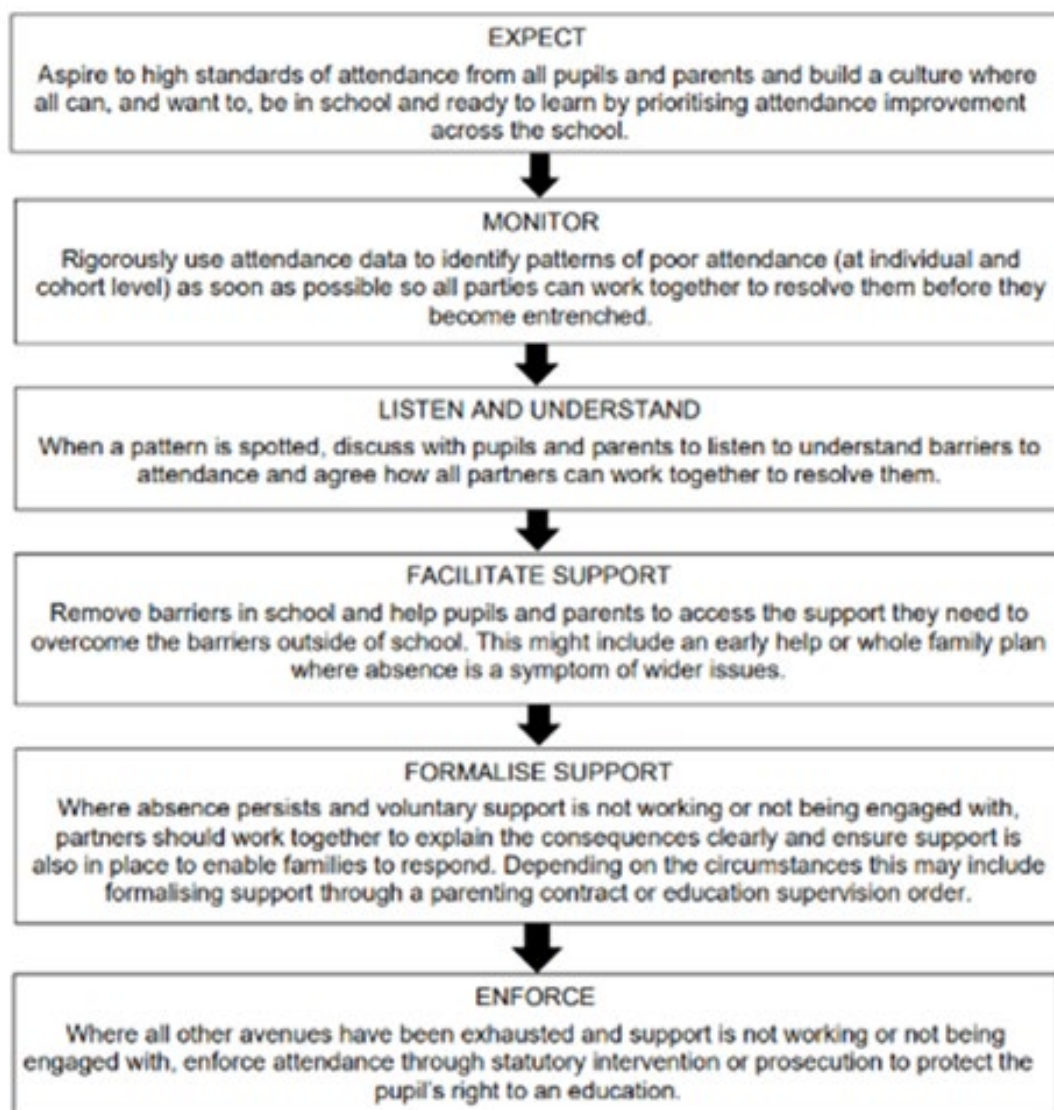 EXPECT
Aspire to high standards of attendance from all pupils and parents and build a culture where
all can, and want to, be in school and ready to learn by prioritising attendance improvement
across the school.
MONITOR
Rigorously use attendance data to identify patterns of poor attendance (at individual and
cohort level) as soon as possible so all parties can work together to resolve them before they
become entrenched.
LISTEN AND UNDERSTAND
When a pattern is spotted, discuss with pupils and parents to listen to understand barriers to
attendance and agree how all partners can work together to resolve them.
FACILITATE SUPPORT
Remove barriers in school and help pupils and parents to access the support they need to
overcome the barriers outside of school. This might include an early help or whole family plan
where absence is a symptom of wider issues.
FORMALISE SUPPORT
Where absence persists and voluntary support is not working or not being engaged with,
partners should work together to explain the consequences clearly and ensure support is
also in place to enable families to respond. Depending on the circumstances this may include
formalising support through a parenting contract or education supervision order.
ENFORCE
Where all other avenues have been exhausted and support is not working or not being
engaged with, enforce attendance through statutory intervention or prosecution to protect the
pupil's right to an education.